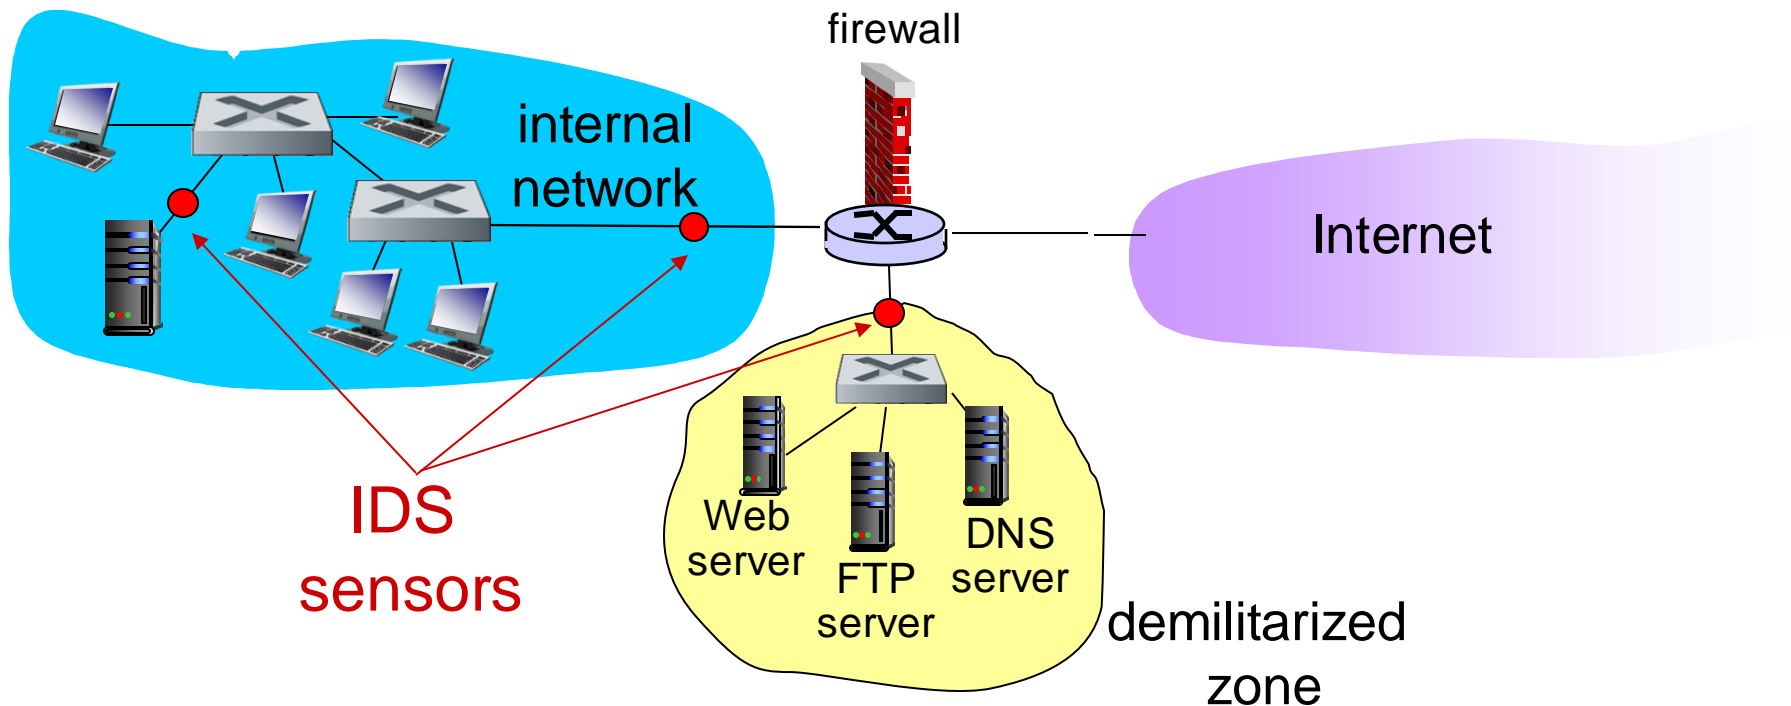 firewall
internal
network
Internet
IDS
sensors
Web
server
FTP
server
DNS
server
demilitarized
zone